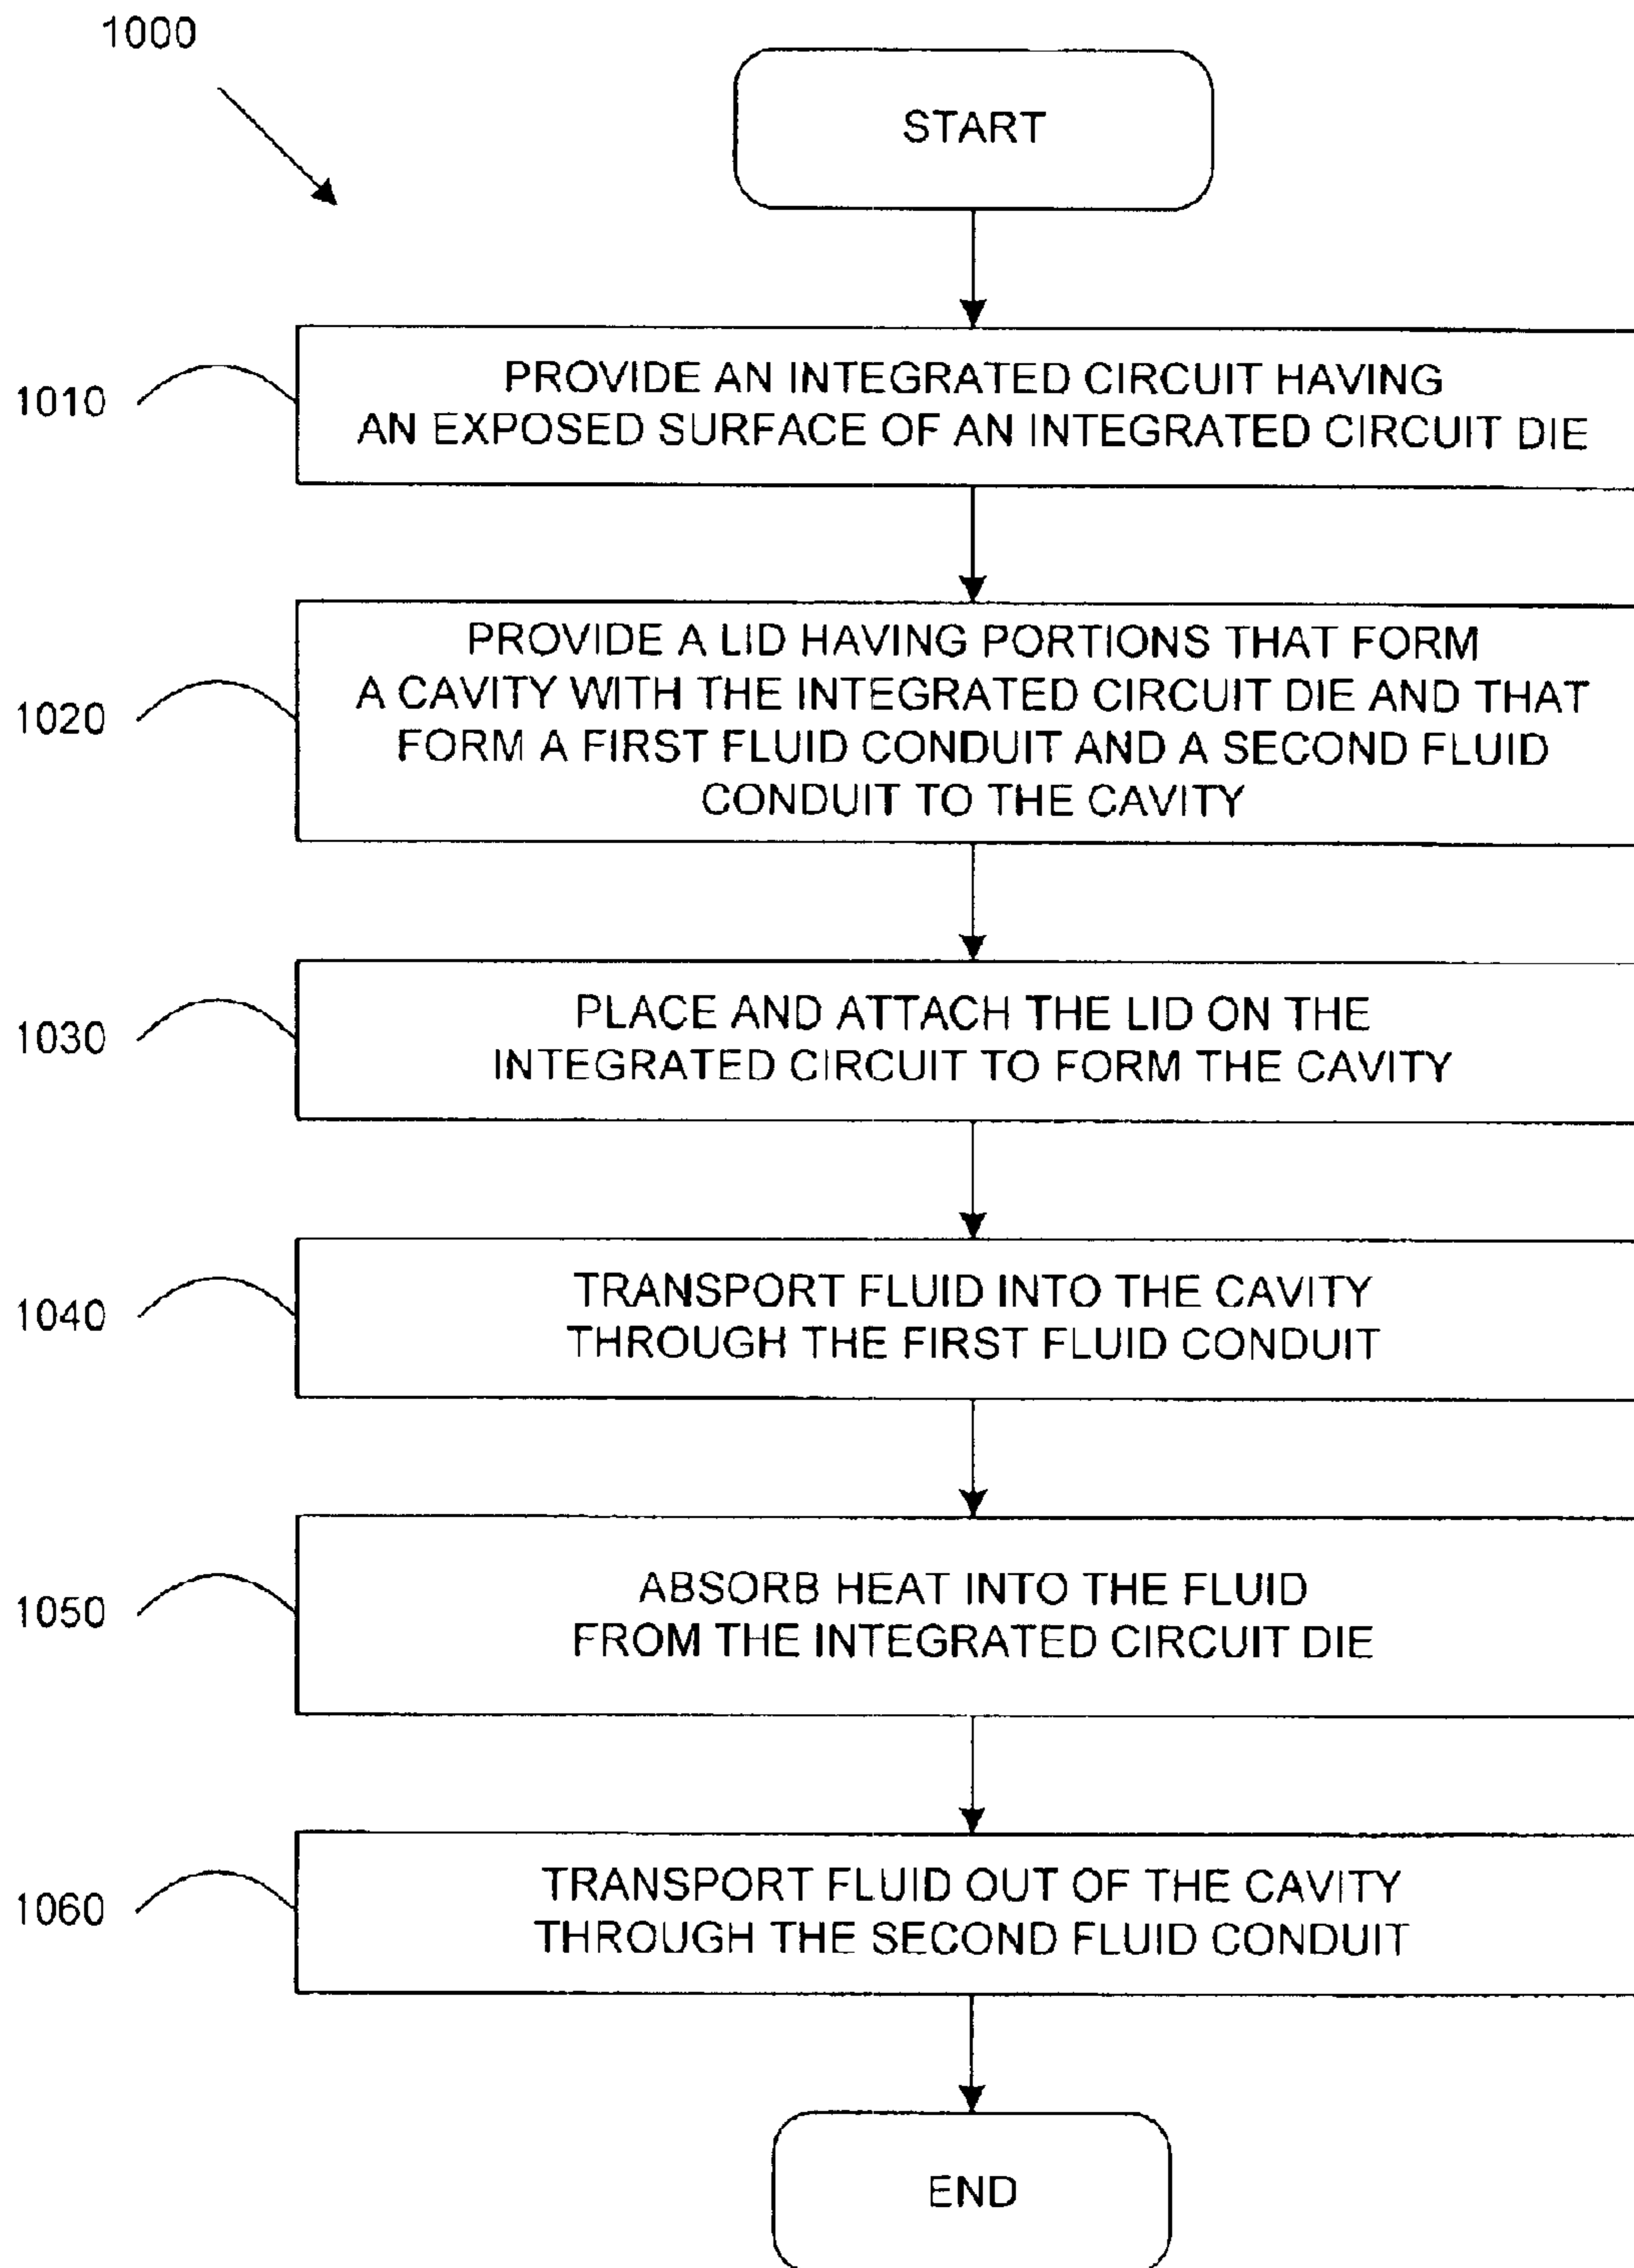 1000
START
1010
PROVIDE AN INTEGRATED CIRCUIT HAVING
AN EXPOSED SURFACE OF AN INTEGRATED CIRCUIT DIE
1020
PROVIDE A LID HAVING PORTIONS THAT FORM
A CAVITY WITH THE INTEGRATED CIRCUIT DIE AND THAT
FORM A FIRST FLUID CONDUIT AND A SECOND FLUID
CONDUIT TO THE CAVITY
1030
PLACE AND ATTACH THE LID ON THE
INTEGRATED CIRCUIT TO FORM THE CAVITY
1040
TRANSPORT FLUID INTO THE CAVITY
THROUGH THE FIRST FLUID CONDUIT
1050
ABSORB HEAT INTO THE FLUID
FROM THE INTEGRATED CIRCUIT DIE
1060
TRANSPORT FLUID OUT OF THE CAVITY
THROUGH THE SECOND FLUID CONDUIT
END